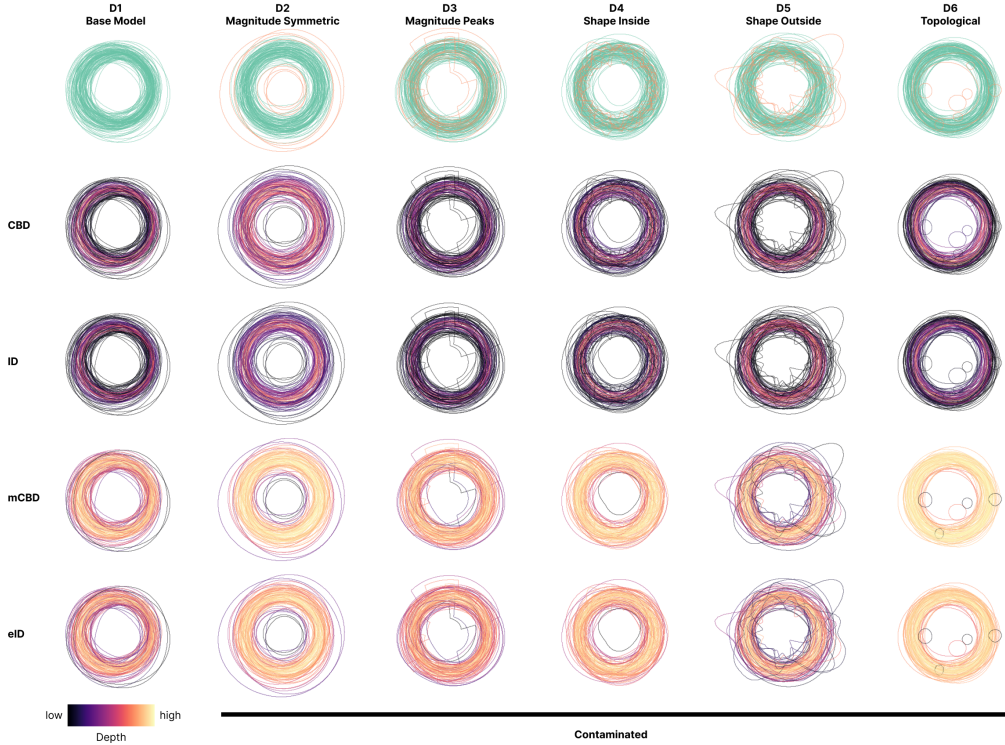 D1
Base Model
D2
Magnitude Symmetric
D3
Magnitude Peaks
D4
Shape Inside
D5
Shape Outside
D6
Topological
CBD
ID
mCBD
eID
low
high
Depth
Contaminated